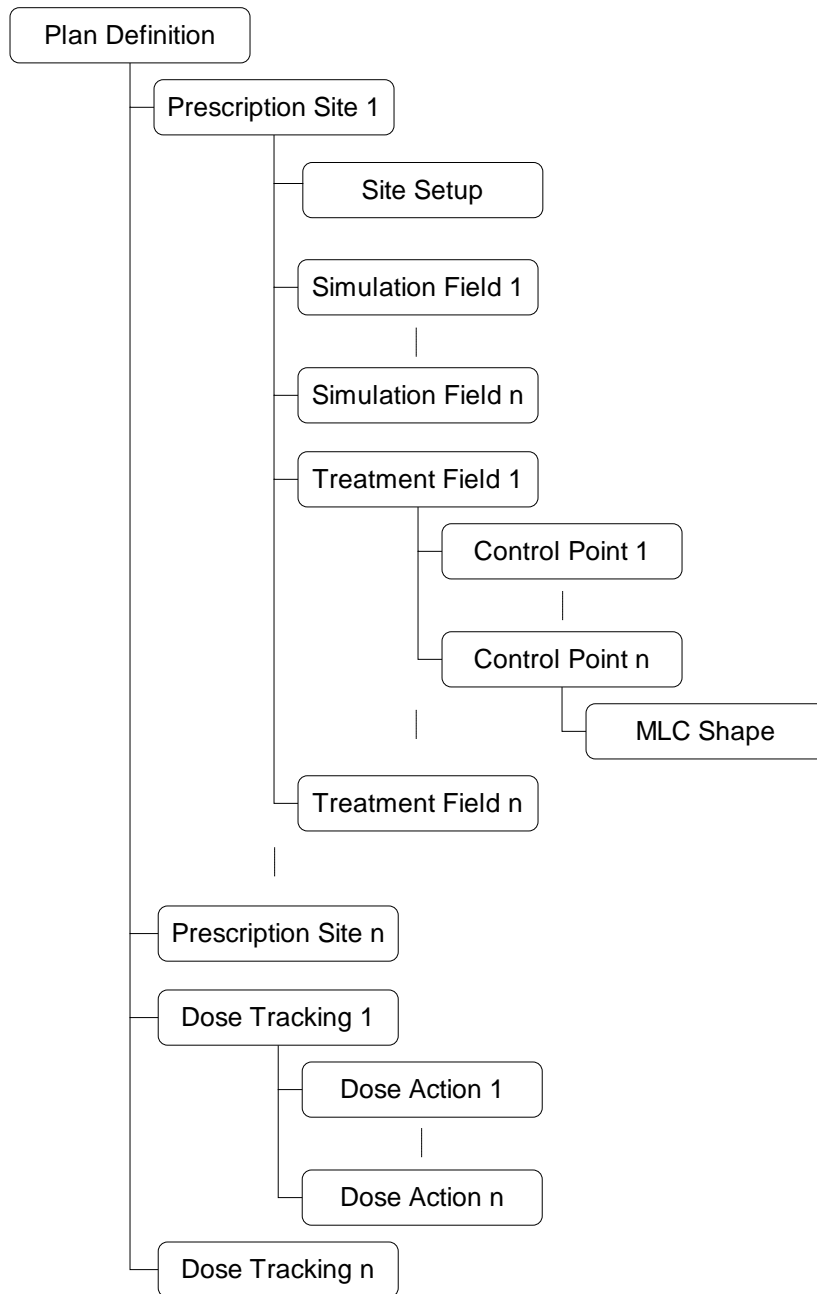 Plan Definition
Prescription Site 1
Site Setup
Simulation Field 1
Simulation Field n
Treatment Field 1
Control Point 1
Control Point n
MLC Shape
Treatment Field n
Prescription Site n
Dose Tracking 1
Dose Action 1
Dose Action n
Dose Tracking n